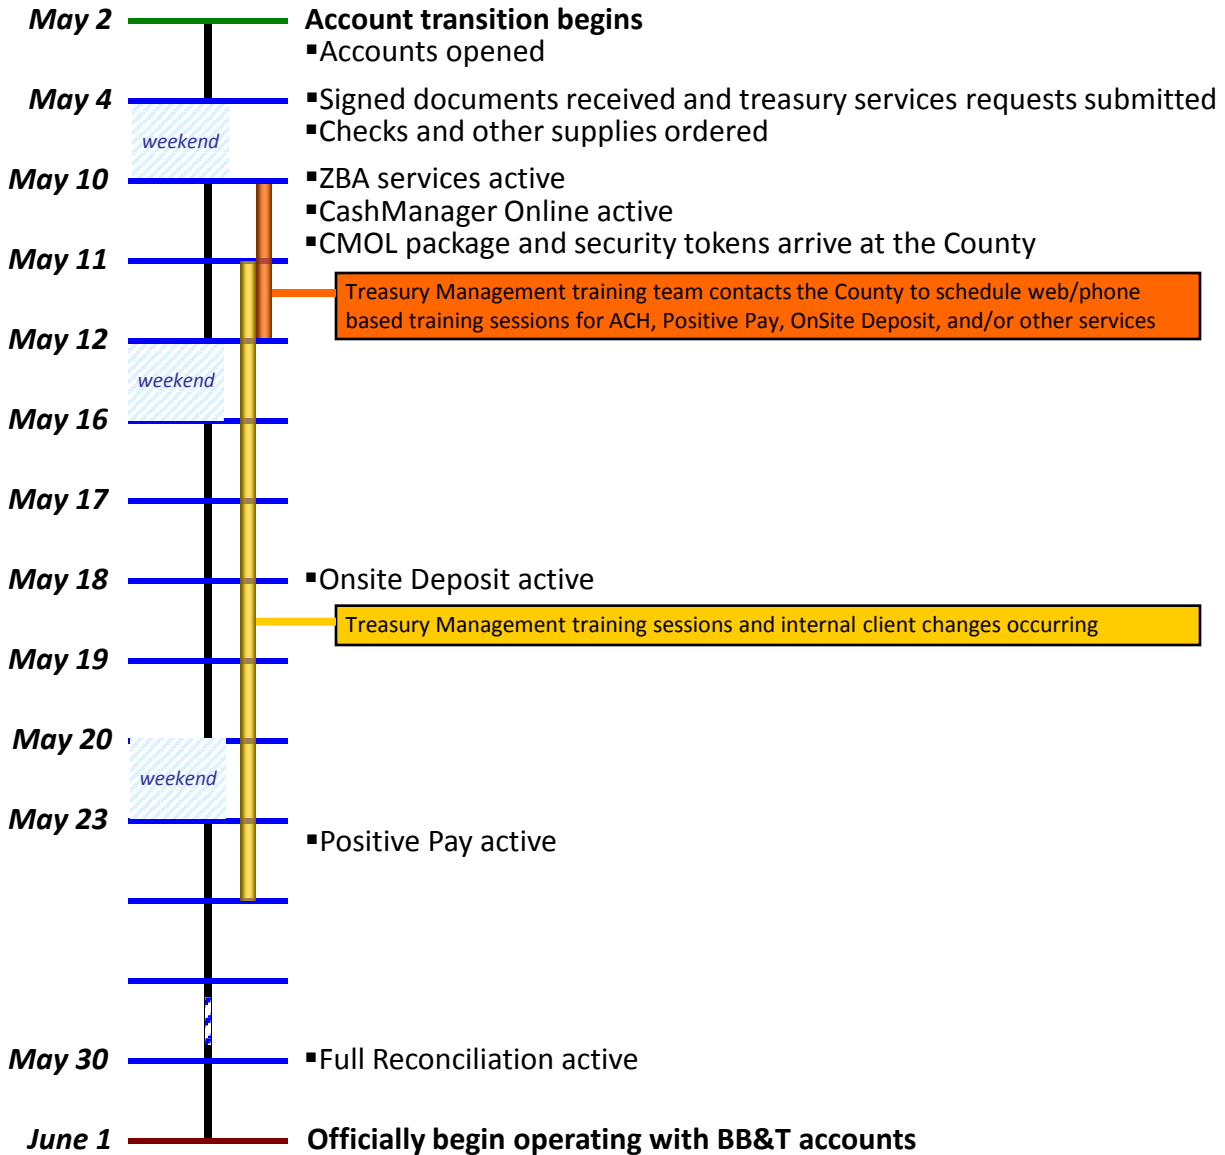 May 2 Account transition begins
▪Accounts opened
May 4 ▪Signed documents received and treasury services requests submitted
▪Checks and other supplies ordered
weekend
May 10 ▪ZBA services active
▪CashManager Online active
▪CMOL package and security tokens arrive at the County
May 11
Treasury Management training team contacts the County to schedule web/phone
based training sessions for ACH, Positive Pay, OnSite Deposit, and/or other services
May 12
weekend
May 16
May 17
May 18 ▪Onsite Deposit active
Treasury Management training sessions and internal client changes occurring
May 19
May 20
weekend
May 23
▪Positive Pay active
May 30 ▪Full Reconciliation active
June 1 Officially begin operating with BB&T accounts